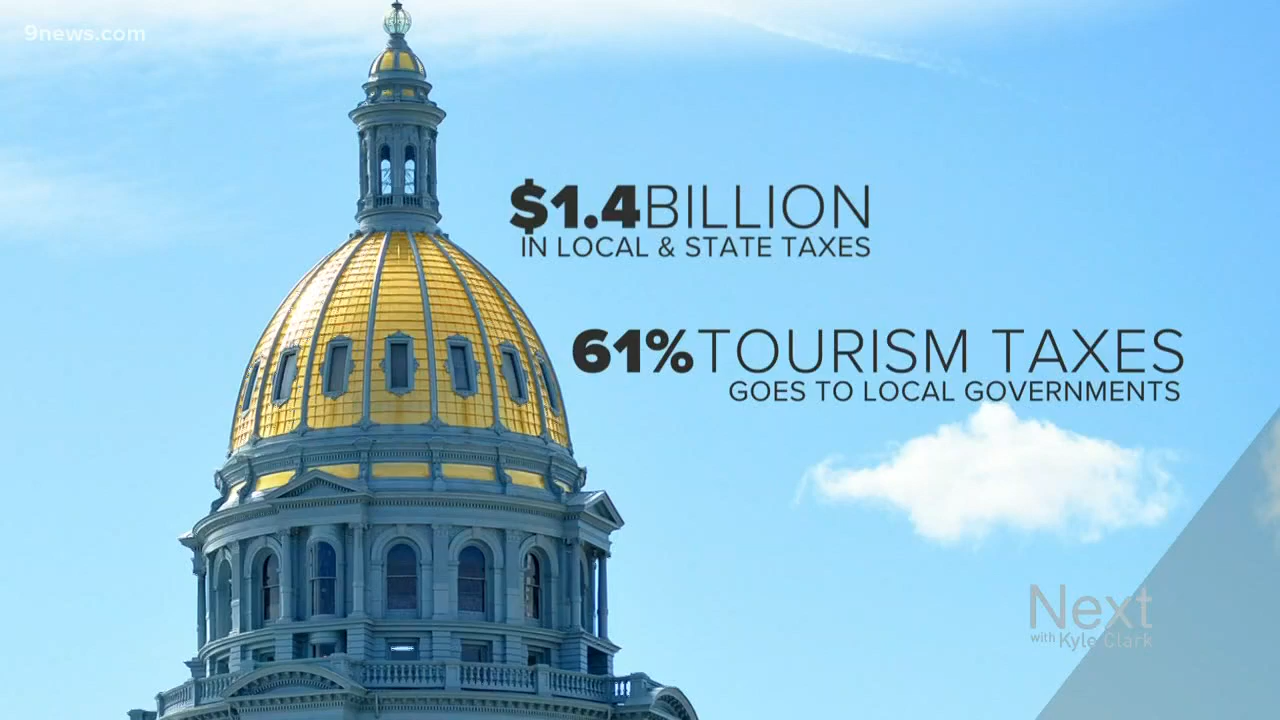 9news.com
$1.4BILLION
IN LOCAL & STATE TAXES
61%TOURISM TAXES
GOES TO LOCAL GOVERNMENTS
Next
with Kyle Clark